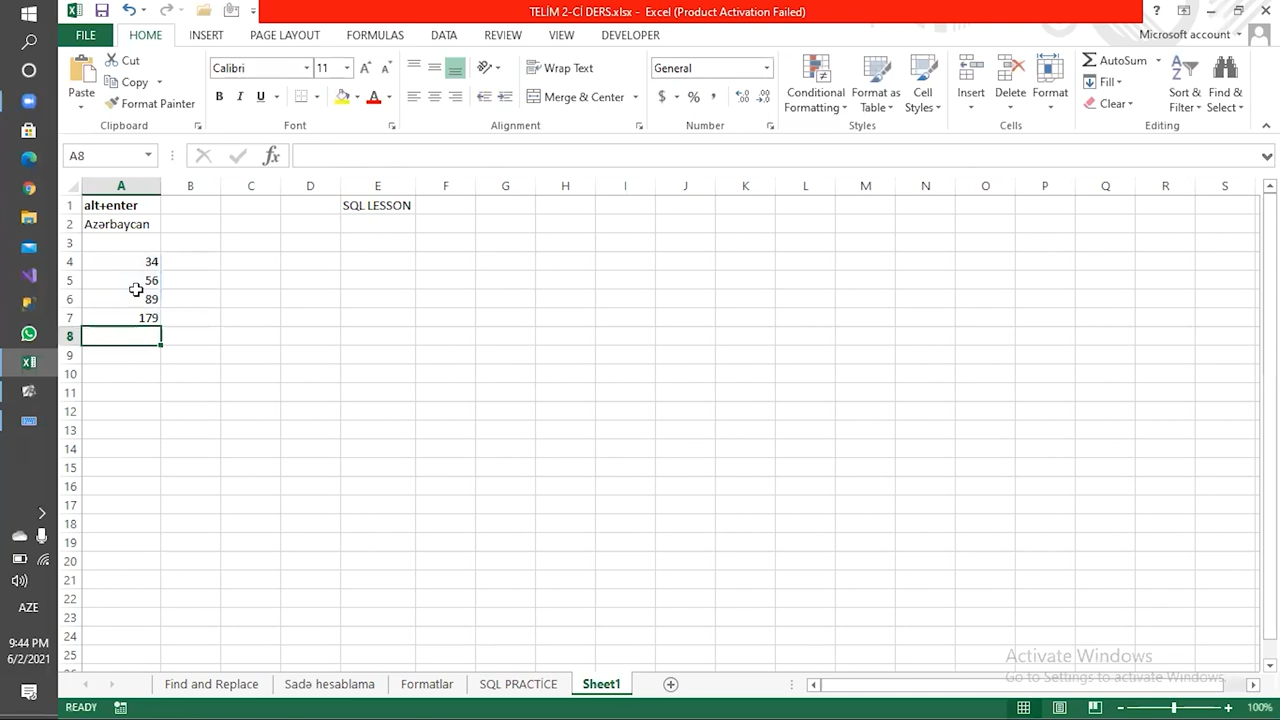 TELİM 2-Cİ DERS.xlsx - Excel (Product Activation Failed)
FILE HOME INSERT PAGE LAYOUT FORMULAS DATA REVIEW VIEW DEVELOPER Microsoft account
Cut
Copy
Format Painter
Paste
Calibri 11
B I U
Wrap Text
Merge & Center
General
$ % ,
Conditional Formatting
Format as Table
Cell Styles
Insert
Delete
Format
AutoSum
Fill
Clear
Sort & Filter
Find & Select
Clipboard Font Alignment Number Styles Cells Editing
A8 fx
A B C D E F G H I J K L M N O P Q R S
1 alt+enter SQL LESSON
2 Azərbaycan
3
4 34
5 56
6 89
7 179
8
9
10
11
12
13
14
15
16
17
18
19
20
21
22
23
24
25
Activate Windows
Go to Settings to activate Windows.
AZE
9:44 PM
6/2/2021
Find and Replace Sada hesablama Formatlar SQL PRACTİCE Sheet1
READY 100%